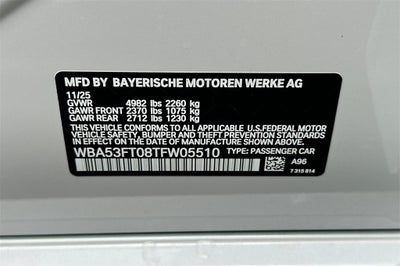 MFD BY BAYERISCHE MOTOREN WERKE AG
11/25
GVWR 4982 lbs 2260 kg
GAWR FRONT 2370 lbs 1075 kg
GAWR REAR 2712 lbs 1230 kg
THIS VEHICLE CONFORMS TO ALL APPLICABLE
U.S.FEDERAL MOTOR
VEHICLE SAFETY, BUMPER AND THEFT
PREVENTION STANDARDS IN
EFFECT ON THE DATE OF MANUFACTURE SHOWN ABOVE.
WBA53FT08TFW05510 TYPE: PASSENGER CAR
A96
7 315 814